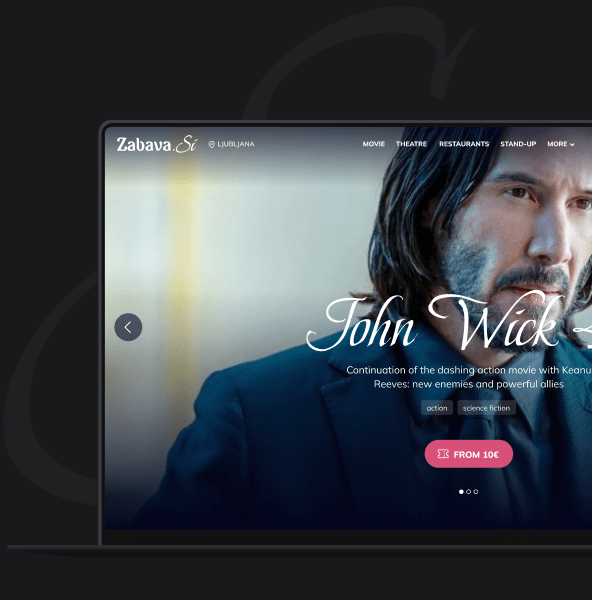 Zabava.Si LJUBLJANA MOVIE THEATRE RESTAURANTS STAND-UP MORE
John Wick
Continuation of the dashing action movie with Keanu
Reeves: new enemies and powerful allies
action science fiction
FROM 10€